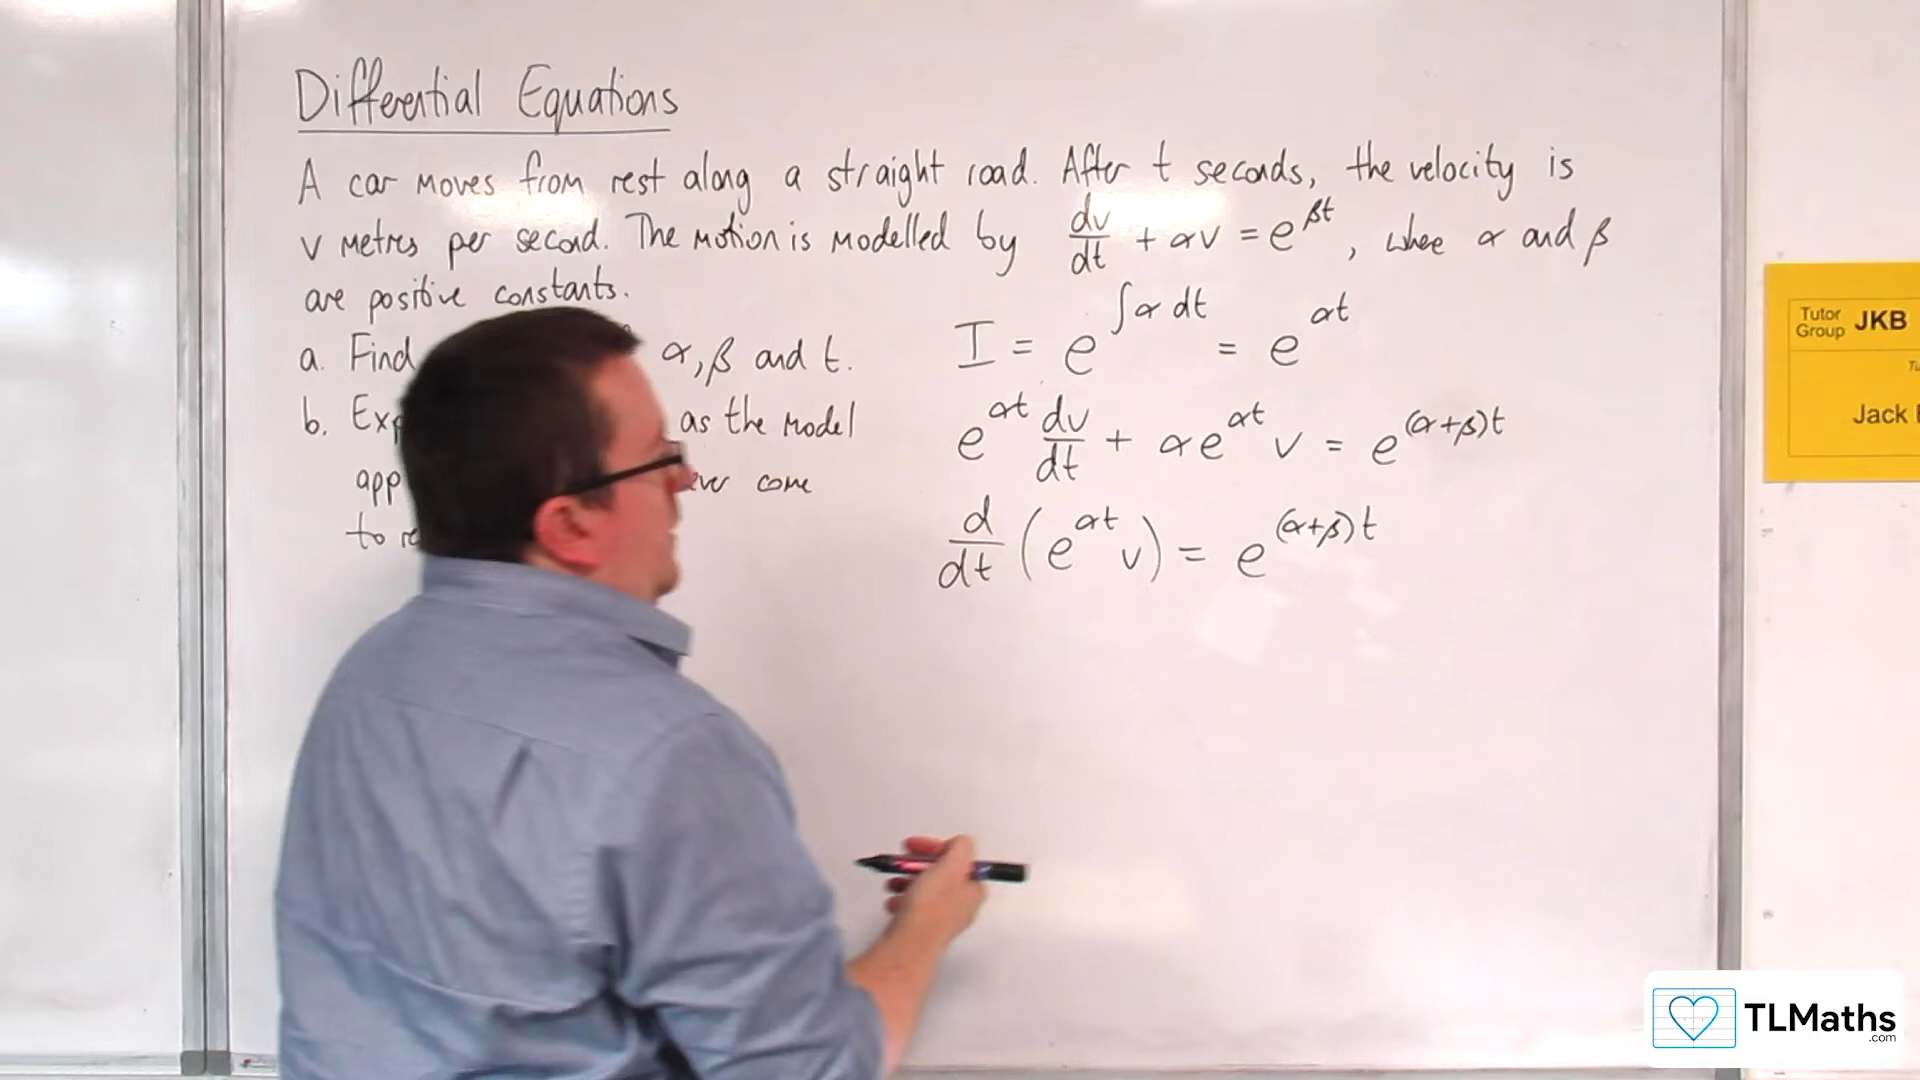 Differential Equations
A car moves from rest along a straight road. After t seconds, the velocity is
v metres per second. The motion is modelled by dv/dt + αv = e^{βt}, where α and β
are positive constants.
a. Find α, β and t.
b. as the model
come
to
I = e^{∫α dt} = e^{αt}
e^{αt} dv/dt + αe^{αt} v = e^{(α+β)t}
d/dt (e^{αt} v) = e^{(α+β)t}
Tutor
Group JKB
Jack
TLMaths
.com